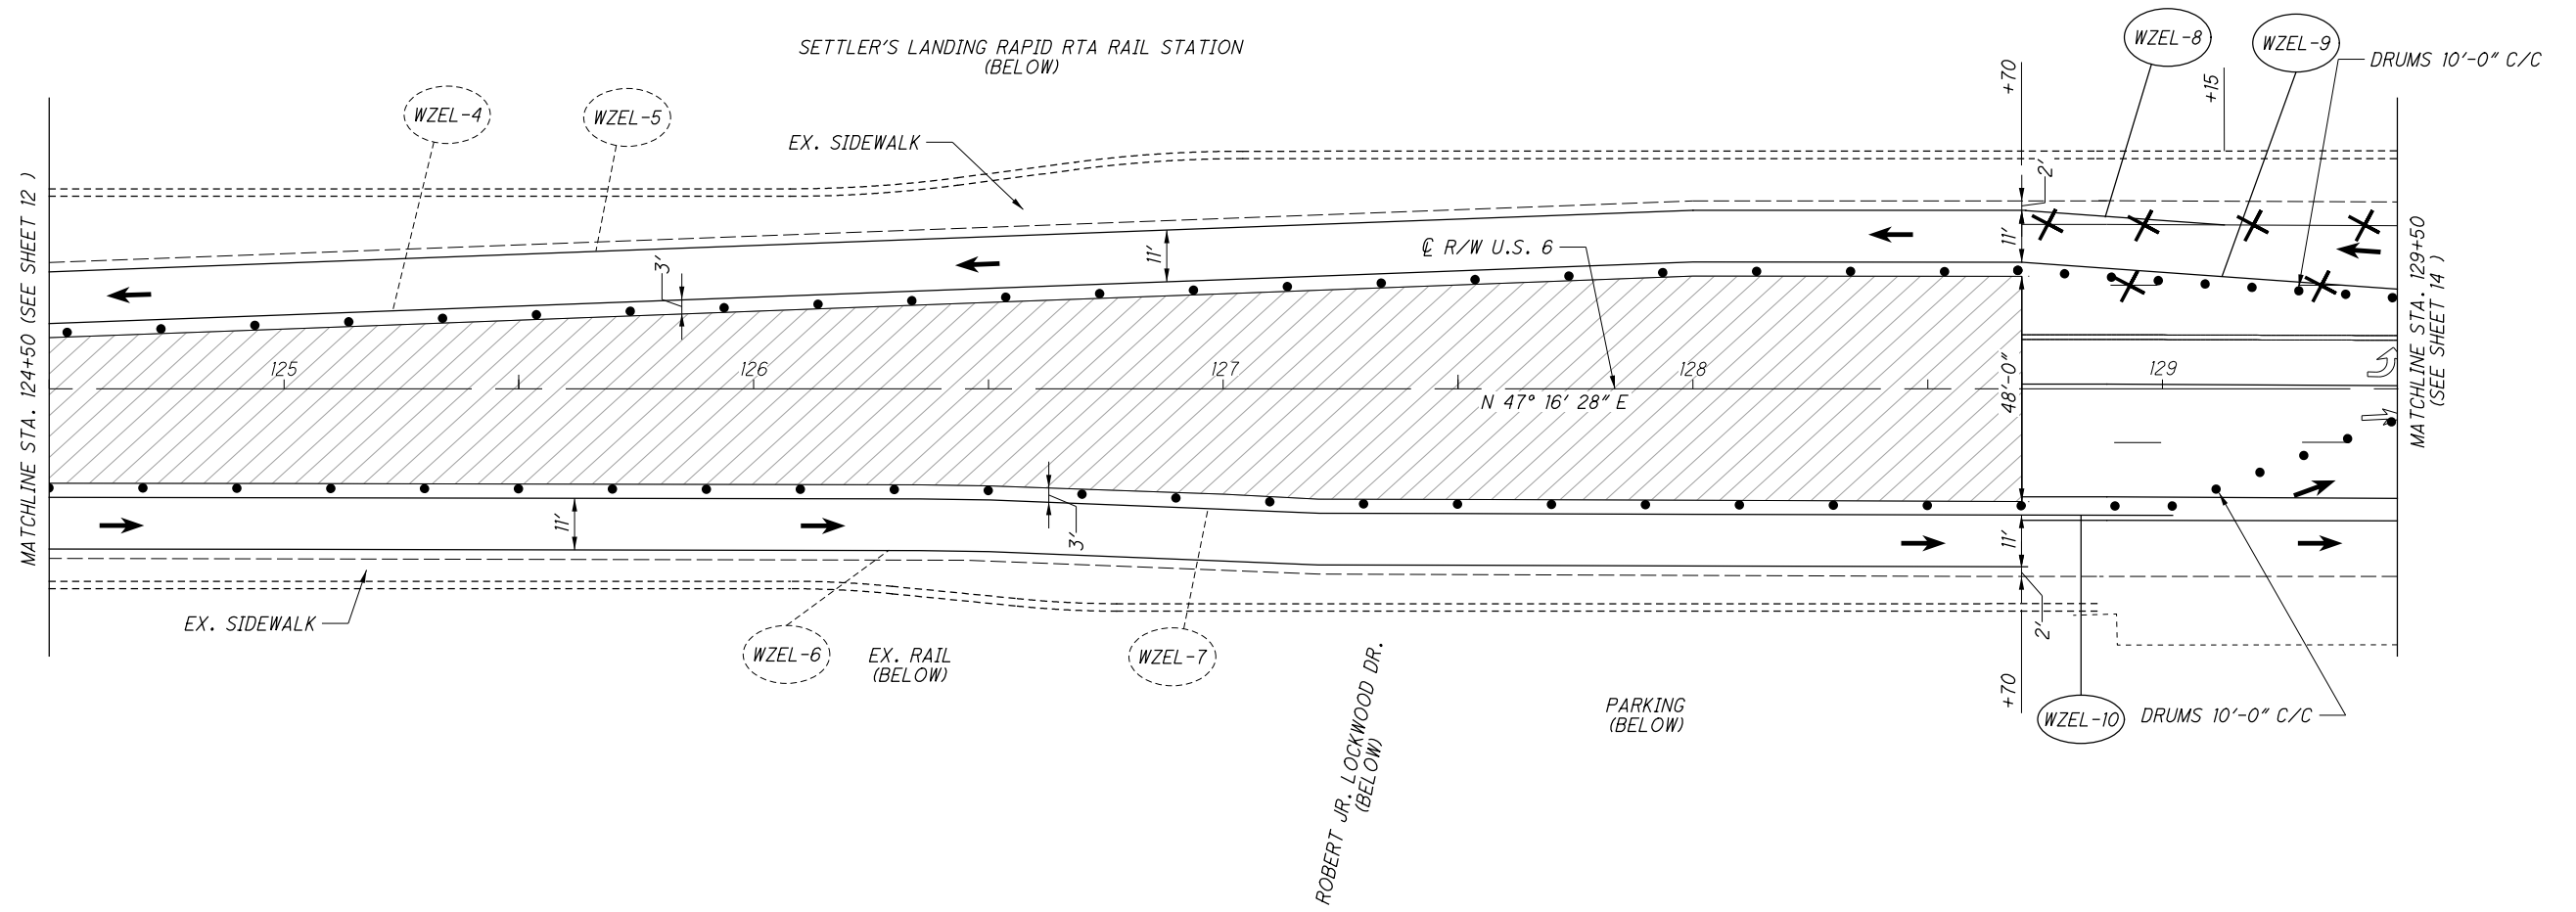 SETTLER'S LANDING RAPID RTA RAIL STATION
(BELOW)
WZEL-8
WZEL-9
DRUMS 10'-0" C/C
+70
+15
WZEL-4
WZEL-5
EX. SIDEWALK
2'
MATCHLINE STA. 124+50 (SEE SHEET 12 )
3'
11'
℄ R/W U.S. 6
11'
MATCHLINE STA. 129+50
(SEE SHEET 14 )
125
126
127
128
129
N 47° 16' 28" E
48'-0"
11'
3'
11'
EX. SIDEWALK
WZEL-6
EX. RAIL
(BELOW)
WZEL-7
2'
ROBERT JR. LOCKWOOD DR.
(BELOW)
PARKING
(BELOW)
+70
WZEL-10
DRUMS 10'-0" C/C